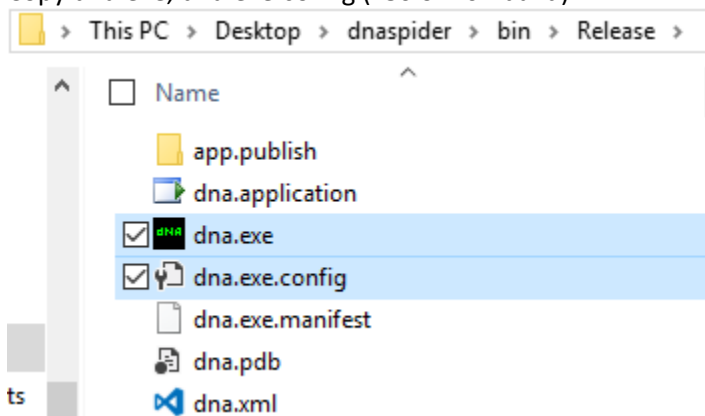 This PC > Desktop > dnaspider > bin > Release >
Name
app.publish
dna.application
dNA dna.exe
dna.exe.config
dna.exe.manifest
dna.pdb
ts dna.xml